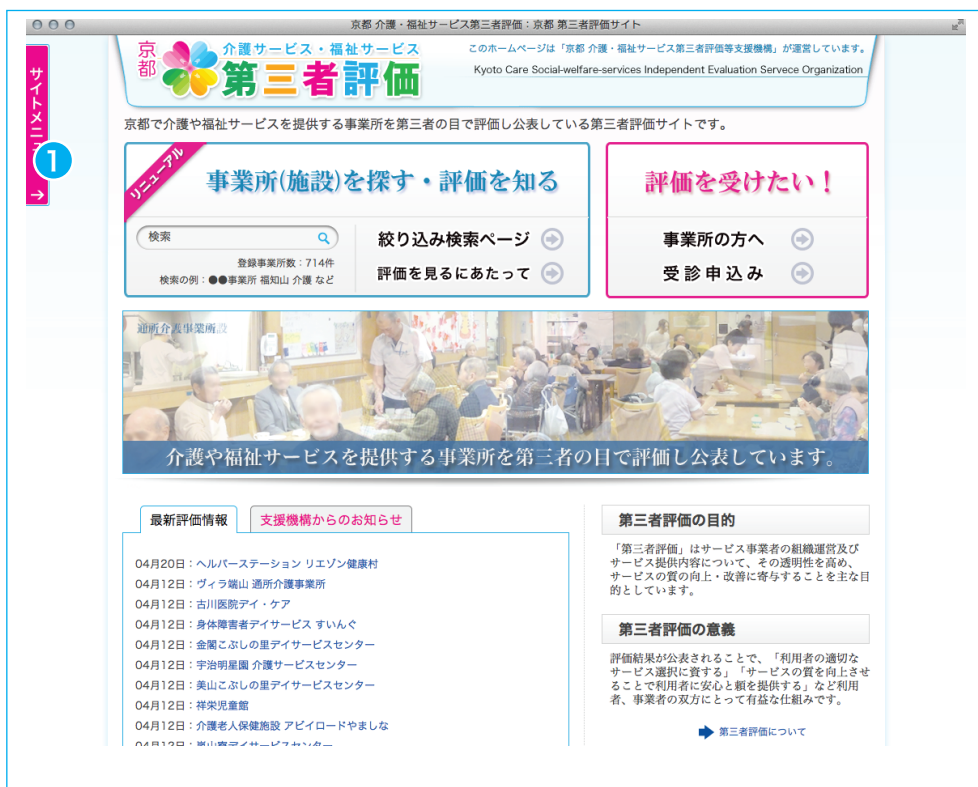 京都 介護・福祉サービス第三者評価：京都 第三者評価サイト
サイトメニュ
→
1
京都
介護サービス・福祉サービス
第三者評価
このホームページは「京都 介護・福祉サービス第三者評価等支援機構」が運営しています。
Kyoto Care Social-welfare-services Independent Evaluation Servece Organization
京都で介護や福祉サービスを提供する事業所を第三者の目で評価し公表している第三者評価サイトです。
リニューアル
事業所(施設)を探す・評価を知る
検索
登録事業所数：714件
検索の例：●●事業所 福知山 介護 など
絞り込み検索ページ
評価を見るにあたって
評価を受けたい！
事業所の方へ
受診申込み
通所介護事業所
介護や福祉サービスを提供する事業所を第三者の目で評価し公表しています。
最新評価情報
支援機構からのお知らせ
04月20日：ヘルパーステーション リエゾン健康村
04月12日：ヴィラ端山 通所介護事業所
04月12日：古川医院デイ・ケア
04月12日：身体障害者デイサービス すいんぐ
04月12日：金閣こぶしの里デイサービスセンター
04月12日：宇治明星園 介護サービスセンター
04月12日：美山こぶしの里デイサービスセンター
04月12日：祥栄児童館
04月12日：介護老人保健施設 アビイロードやましな
04月12日：嵐山寮デイサービスセンター
第三者評価の目的
「第三者評価」はサービス事業者の組織運営及び
サービス提供内容について、その透明性を高め、
サービスの質の向上・改善に寄与することを主な目
的としています。
第三者評価の意義
評価結果が公表されることで、「利用者の適切な
サービス選択に資する」「サービスの質を向上させ
ることで利用者に安心と頼を提供する」など利用
者、事業者の双方にとって有益な仕組みです。
第三者評価について